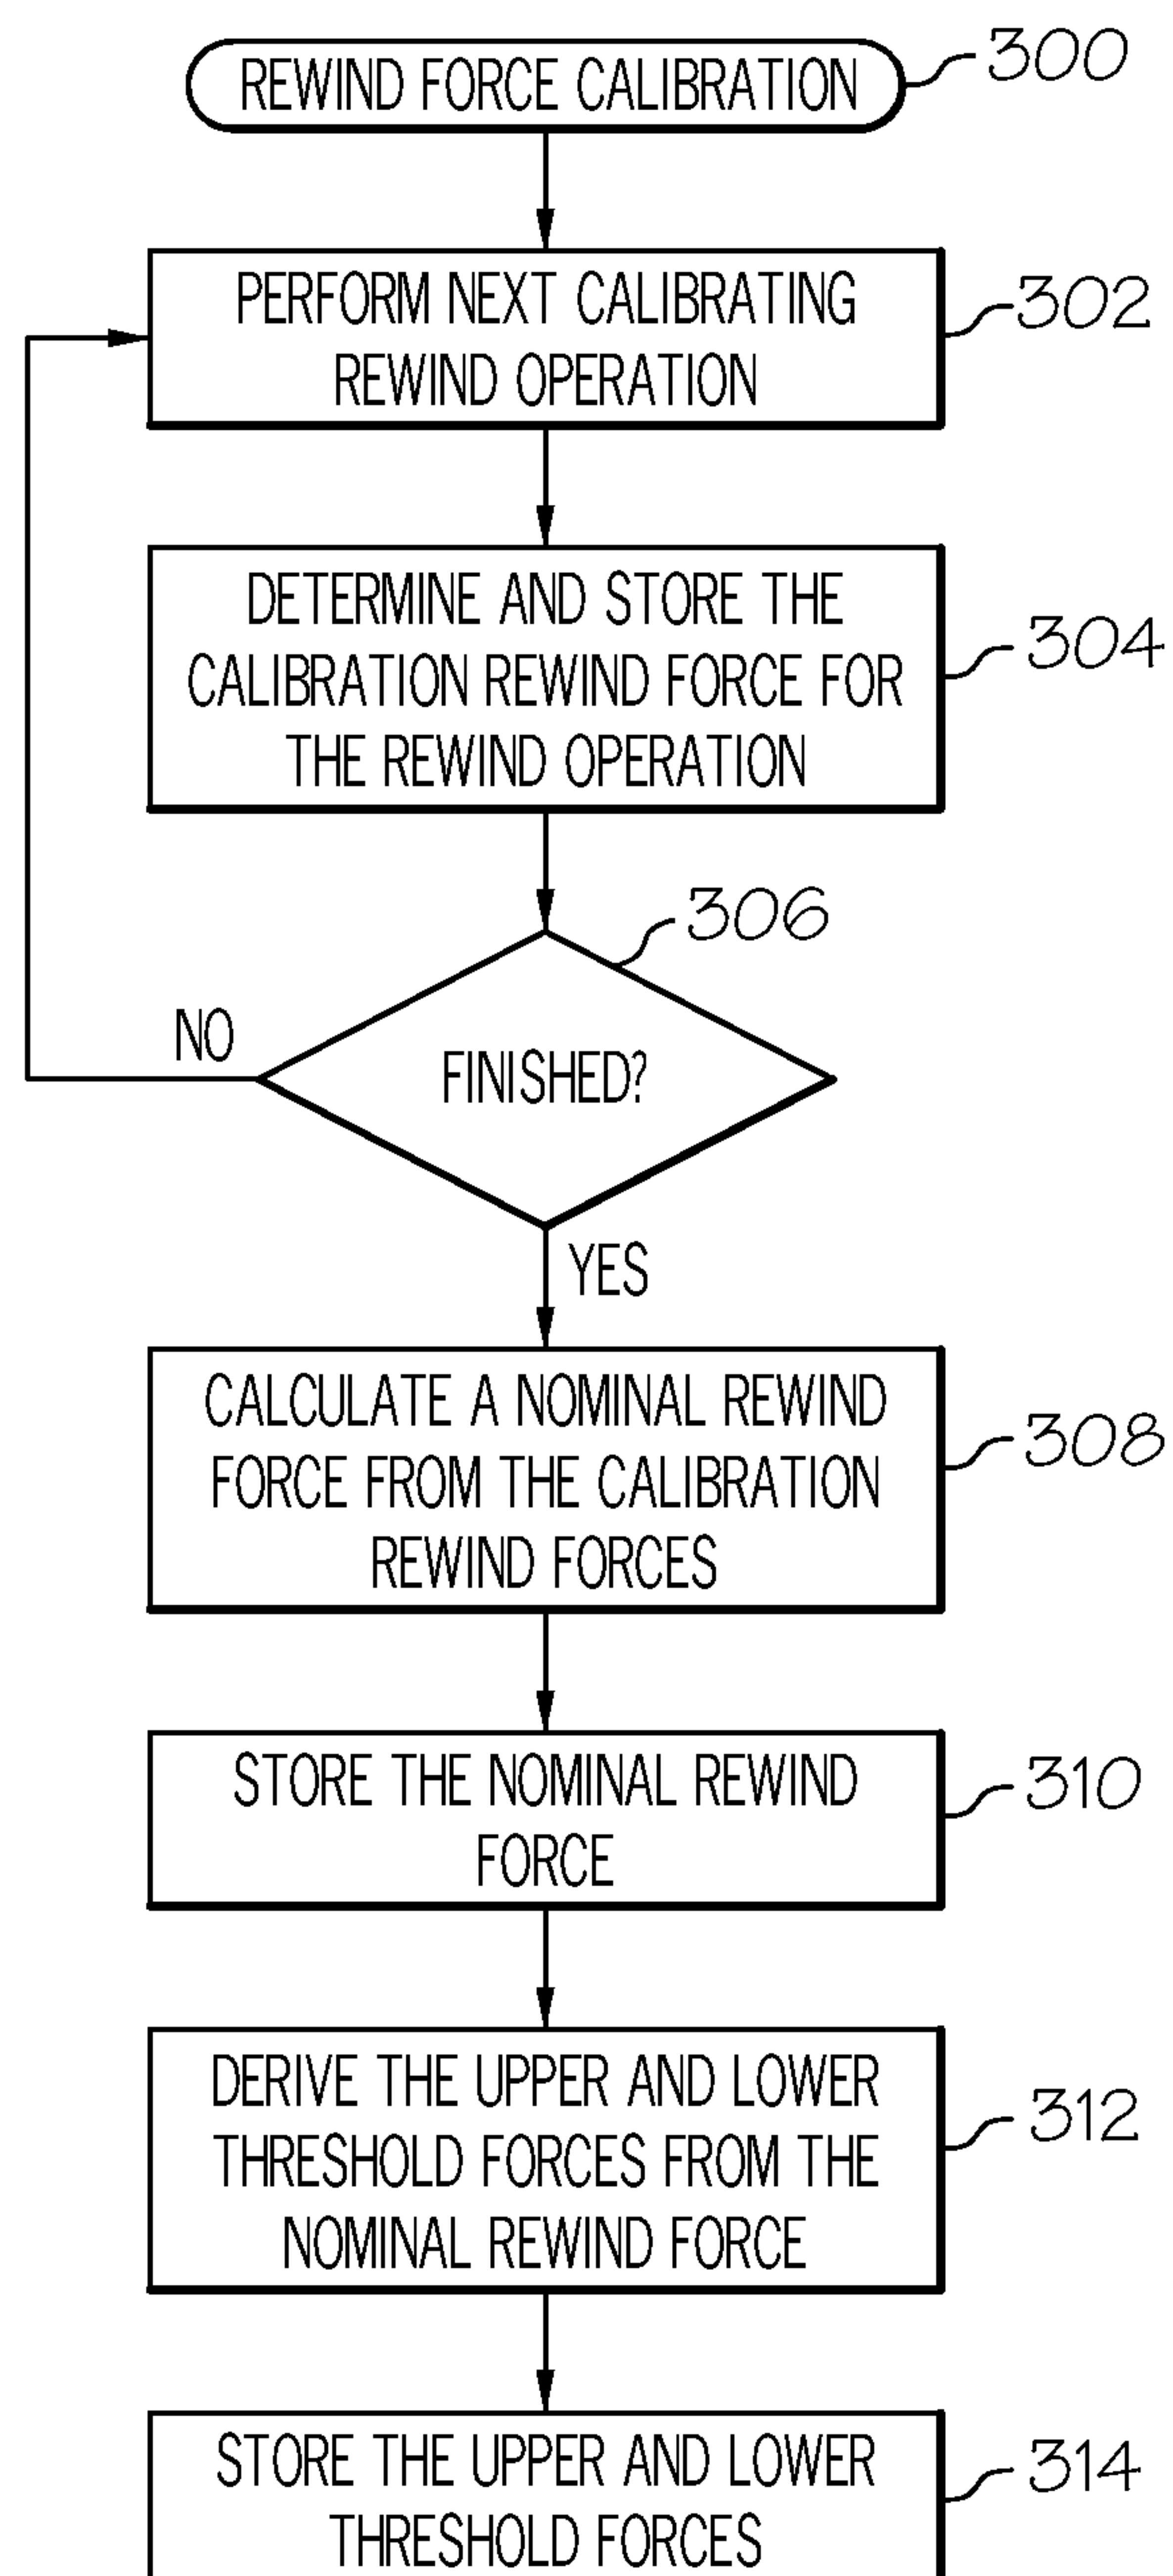 REWIND FORCE CALIBRATION
300
PERFORM NEXT CALIBRATING
REWIND OPERATION
302
DETERMINE AND STORE THE
CALIBRATION REWIND FORCE FOR
THE REWIND OPERATION
304
306
NO
FINISHED?
YES
CALCULATE A NOMINAL REWIND
FORCE FROM THE CALIBRATION
REWIND FORCES
308
STORE THE NOMINAL REWIND
FORCE
310
DERIVE THE UPPER AND LOWER
THRESHOLD FORCES FROM THE
NOMINAL REWIND FORCE
312
STORE THE UPPER AND LOWER
THRESHOLD FORCES
314